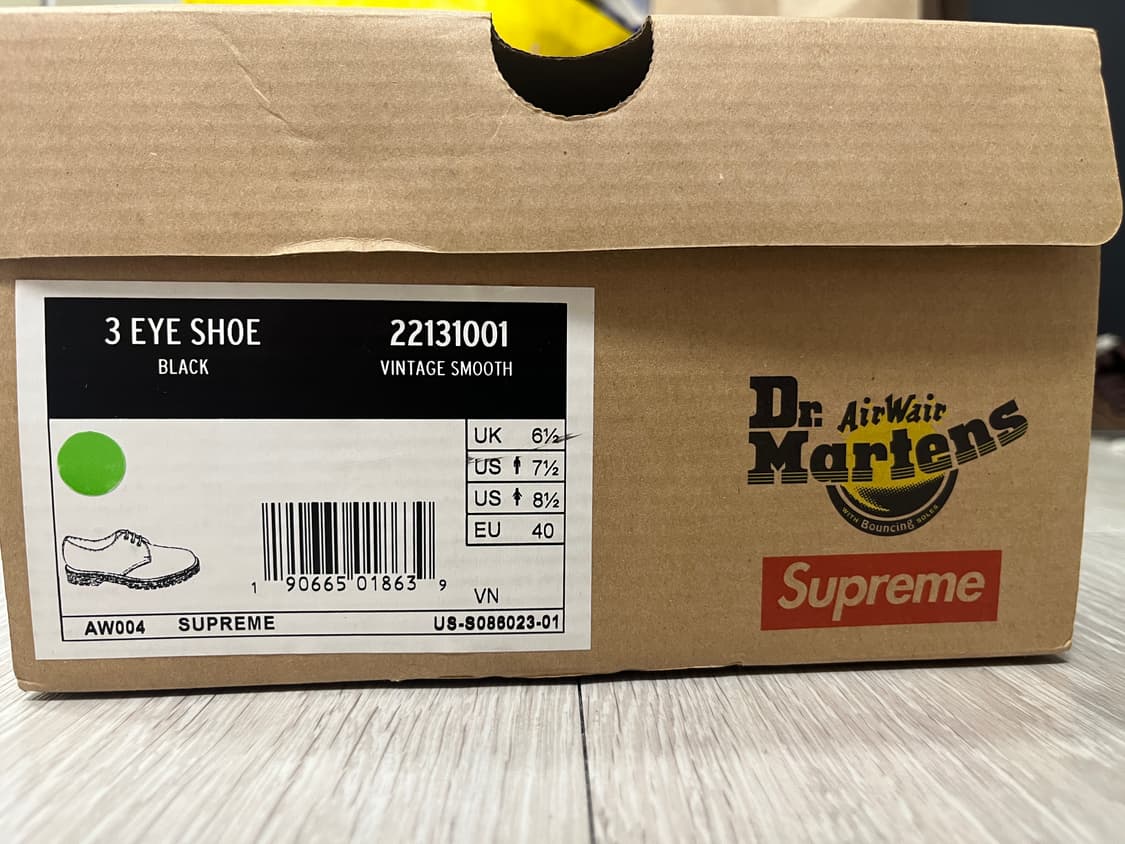 3 EYE SHOE 22131001
BLACK VINTAGE SMOOTH
UK 6½
US 7½
US 8½
EU 40
1 90665 01863 9
VN
AW004 SUPREME US-S086023-01
Dr. AirWair
Martens
WITH Bouncing SOLES
Supreme